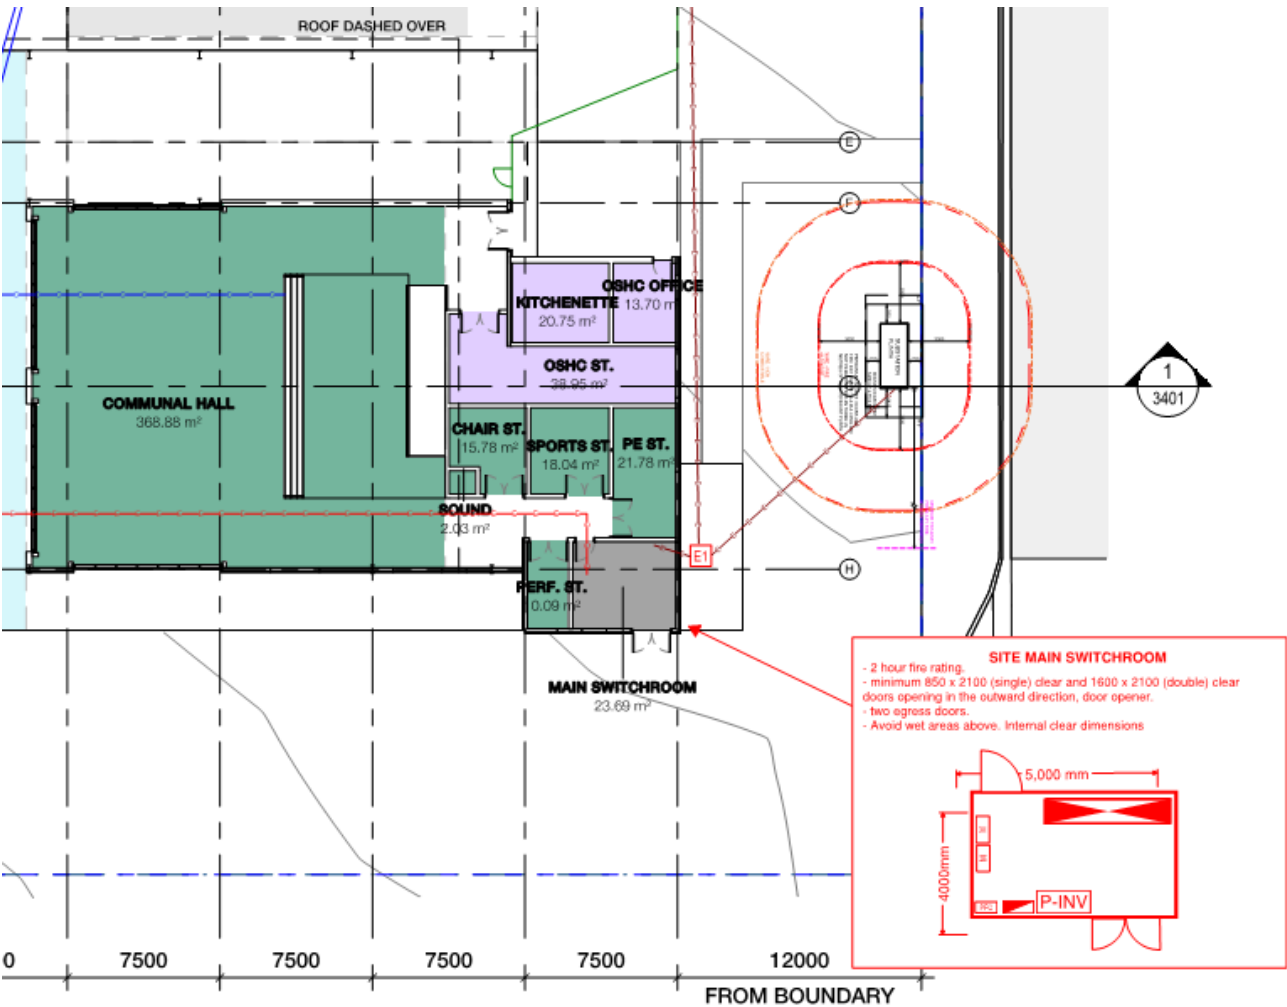 ROOF DASHED OVER
E
F
OSHC OFFICE
13.70 m
KITCHENETTE
20.75 m²
OSHC ST.
38.95 m²
1
3401
COMMUNAL HALL
368.88 m²
CHAIR ST.
15.78 m²
SPORTS ST.
18.04 m²
PE ST.
21.78 m²
SOUND
2.03 m²
E1
H
PERF. ST.
0.09 m²
MAIN SWITCHROOM
23.69 m²
SITE MAIN SWITCHROOM
- 2 hour fire rating.
- minimum 850 x 2100 (single) clear and 1600 x 2100 (double) clear
doors opening in the outward direction, door opener.
- two egress doors.
- Avoid wet areas above. Internal clear dimensions
5,000 mm
4000mm
P-INV
0
7500
7500
7500
7500
12000
FROM BOUNDARY